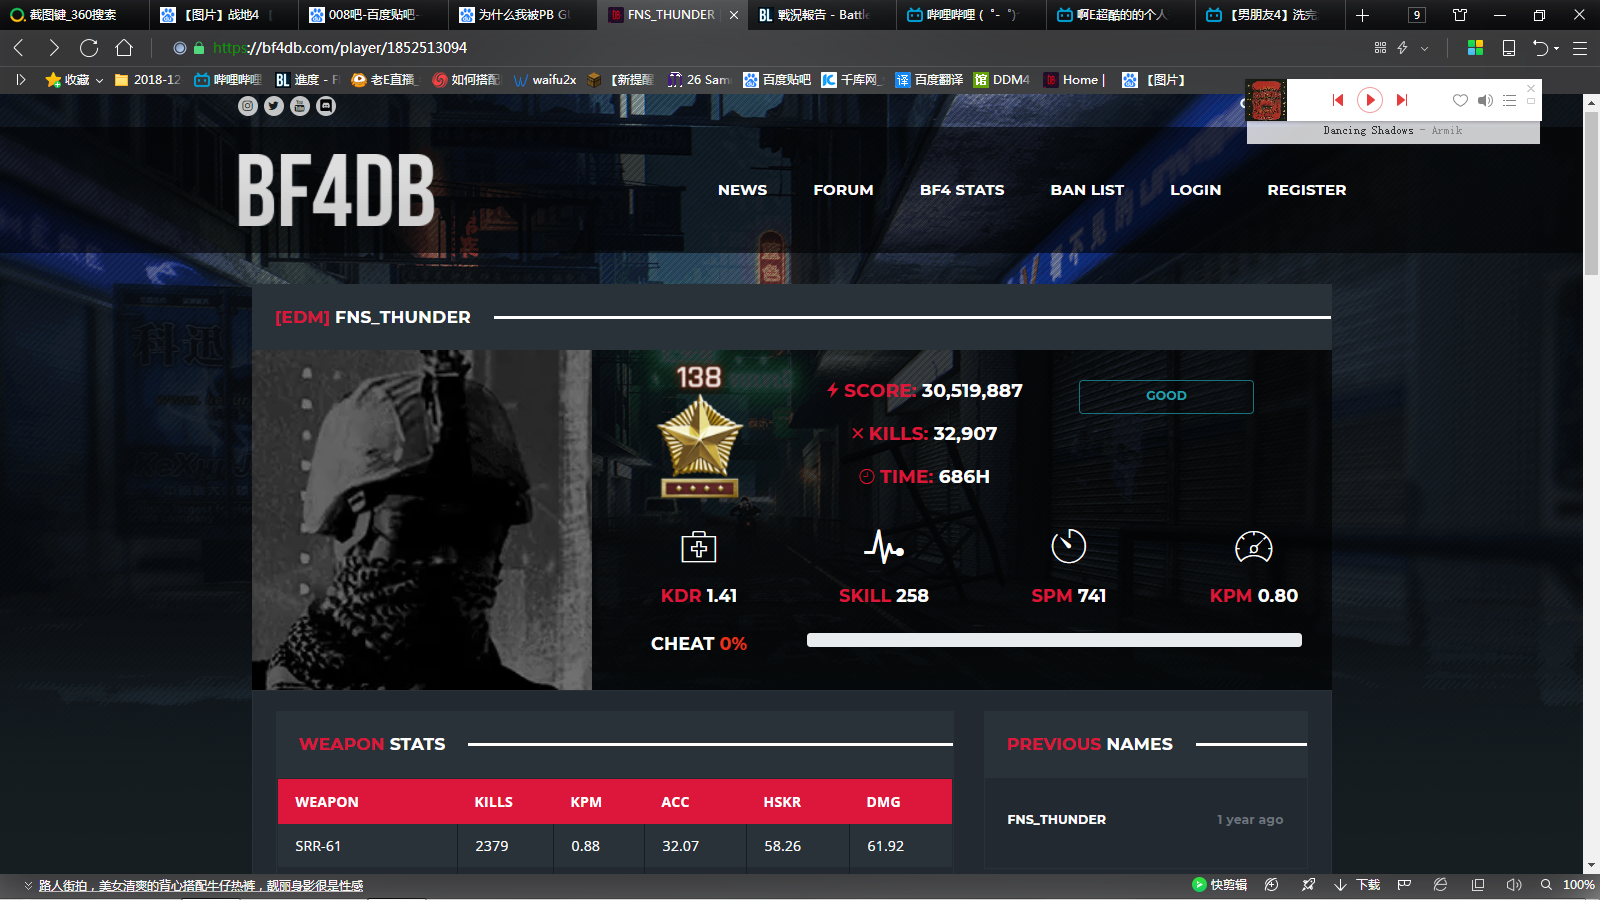 截图键_360搜索
【图片】战地4
008吧-百度贴吧-
为什么我被PB GU
FNS_THUNDER
BL 戰況報告 - Battle
哔哩哔哩 ( ゜- ゜)
啊E超酷的的个人
【男朋友4】洗完
9
https://bf4db.com/player/1852513094
收藏
2018-12
哔哩哔哩
BL 進度 - F
老E直播_
如何搭配
waifu2x
【新提醒
26 Sam
百度贴吧
千库网_
译 百度翻译
馆 DDM4
Home |
【图片】
Dancing Shadows - Armik
BF4DB
NEWS
FORUM
BF4 STATS
BAN LIST
LOGIN
REGISTER
[EDM] FNS_THUNDER
138
SCORE: 30,519,887
GOOD
KILLS: 32,907
TIME: 686H
KDR 1.41
SKILL 258
SPM 741
KPM 0.80
CHEAT 0%
WEAPON STATS
PREVIOUS NAMES
WEAPON KILLS KPM ACC HSKR DMG
FNS_THUNDER 1 year ago
SRR-61 2379 0.88 32.07 58.26 61.92
路人街拍，美女清爽的背心搭配牛仔热裤，靓丽身影很是性感
快剪辑
下载
100%